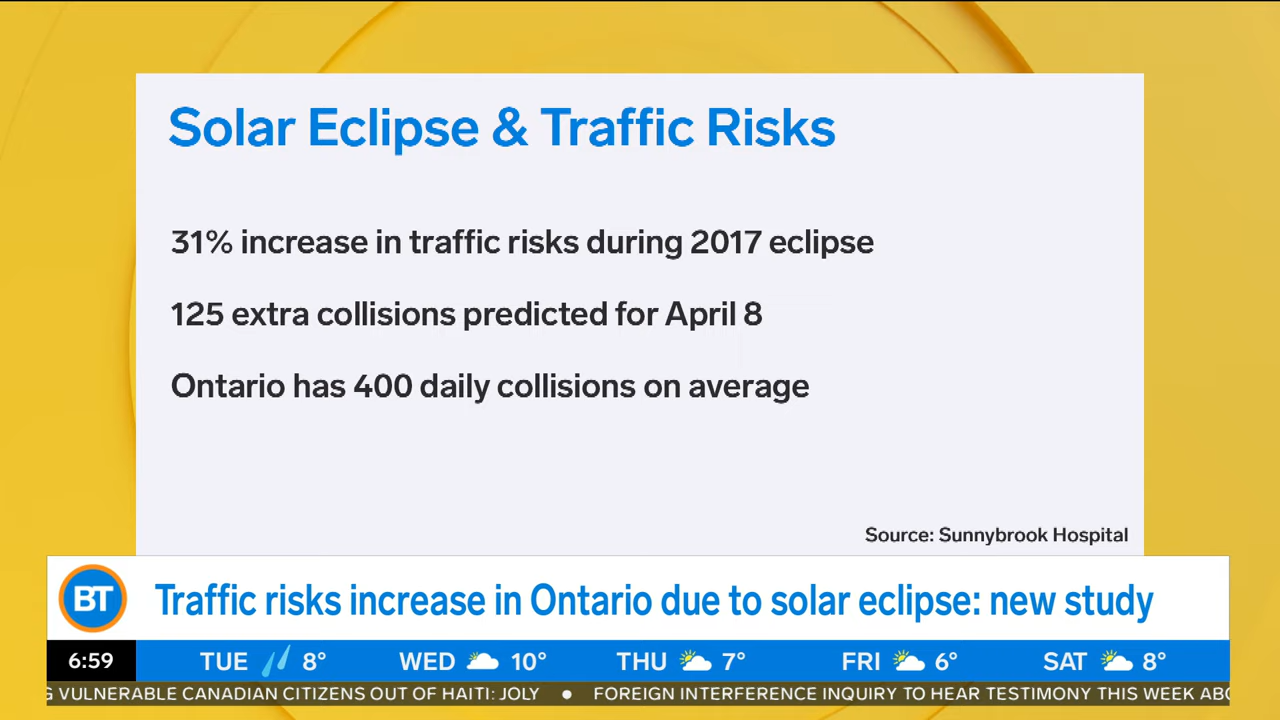 Solar Eclipse & Traffic Risks
31% increase in traffic risks during 2017 eclipse
125 extra collisions predicted for April 8
Ontario has 400 daily collisions on average
Source: Sunnybrook Hospital
BT
Traffic risks increase in Ontario due to solar eclipse: new study
6:59 TUE 8° WED 10° THU 7° FRI 6° SAT 8°
VULNERABLE CANADIAN CITIZENS OUT OF HAITI: JOLY ● FOREIGN INTERFERENCE INQUIRY TO HEAR TESTIMONY THIS WEEK